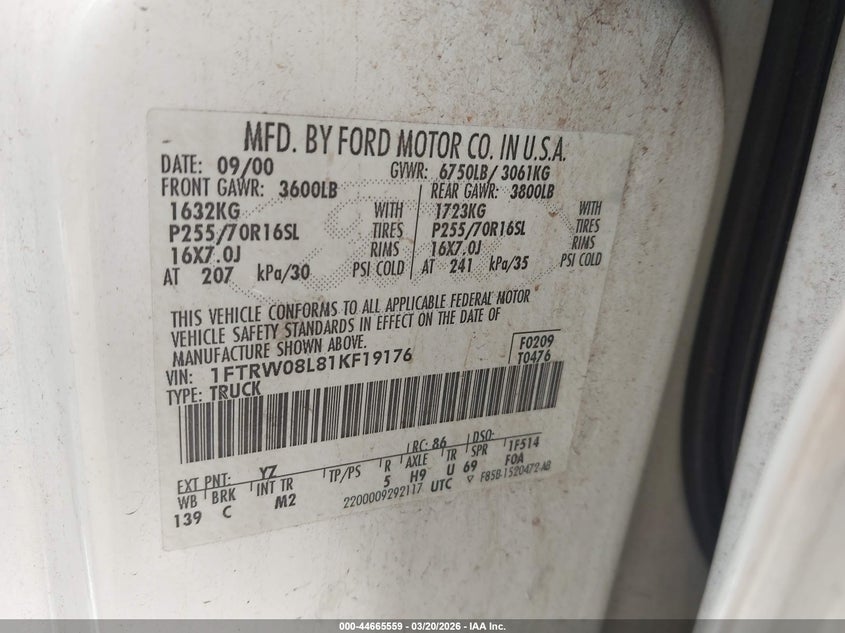 MFD. BY FORD MOTOR CO. IN U.S.A.
DATE: 09/00 GVWR: 6750LB/ 3061KG
FRONT GAWR: 3600LB REAR GAWR: 3800LB
1632KG WITH 1723KG WITH
P255/70R16SL TIRES P255/70R16SL TIRES
16X7.0J RIMS 16X7.0J RIMS
AT 207 kPa/30 PSI COLD AT 241 kPa/35 PSI COLD
THIS VEHICLE CONFORMS TO ALL APPLICABLE FEDERAL MOTOR
VEHICLE SAFETY STANDARDS IN EFFECT ON THE DATE OF
MANUFACTURE SHOWN ABOVE.
F0209
VIN: 1FTRW08L81KF19176 T0476
TYPE: TRUCK
EXT PNT: YZ RC: 86 DSO:
WB BRK INT TR TP/PS R AXLE TR SPR 1F514
139 C M2 5 H9 U 69 F0A
2200009292117 UTC ▽ F85B-1520472-AB
000-44665559 — 03/20/2026 — IAA Inc.